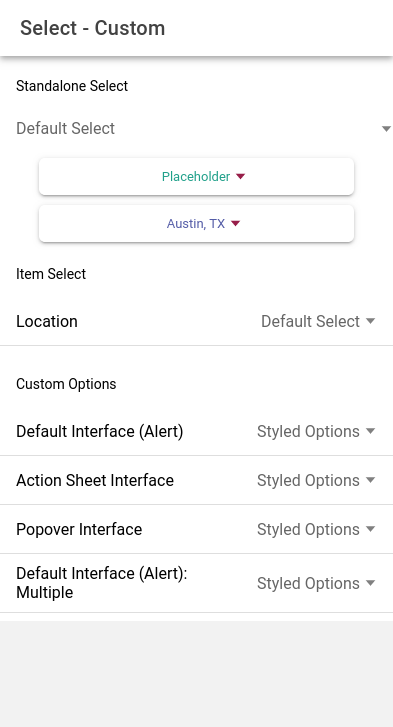 Select - Custom
Standalone Select
Default Select
Placeholder
Austin, TX
Item Select
Location Default Select
Custom Options
Default Interface (Alert) Styled Options
Action Sheet Interface Styled Options
Popover Interface Styled Options
Default Interface (Alert):
Multiple Styled Options